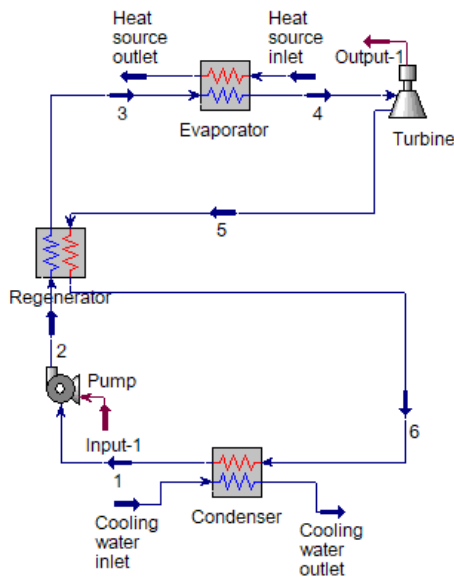 Heat
source
outlet
Heat
source
inlet
Output-1
3
4
Evaporator
Turbine
5
Regenerator
2
Pump
Input-1
6
1
Cooling
water
inlet
Condenser
Cooling
water
outlet